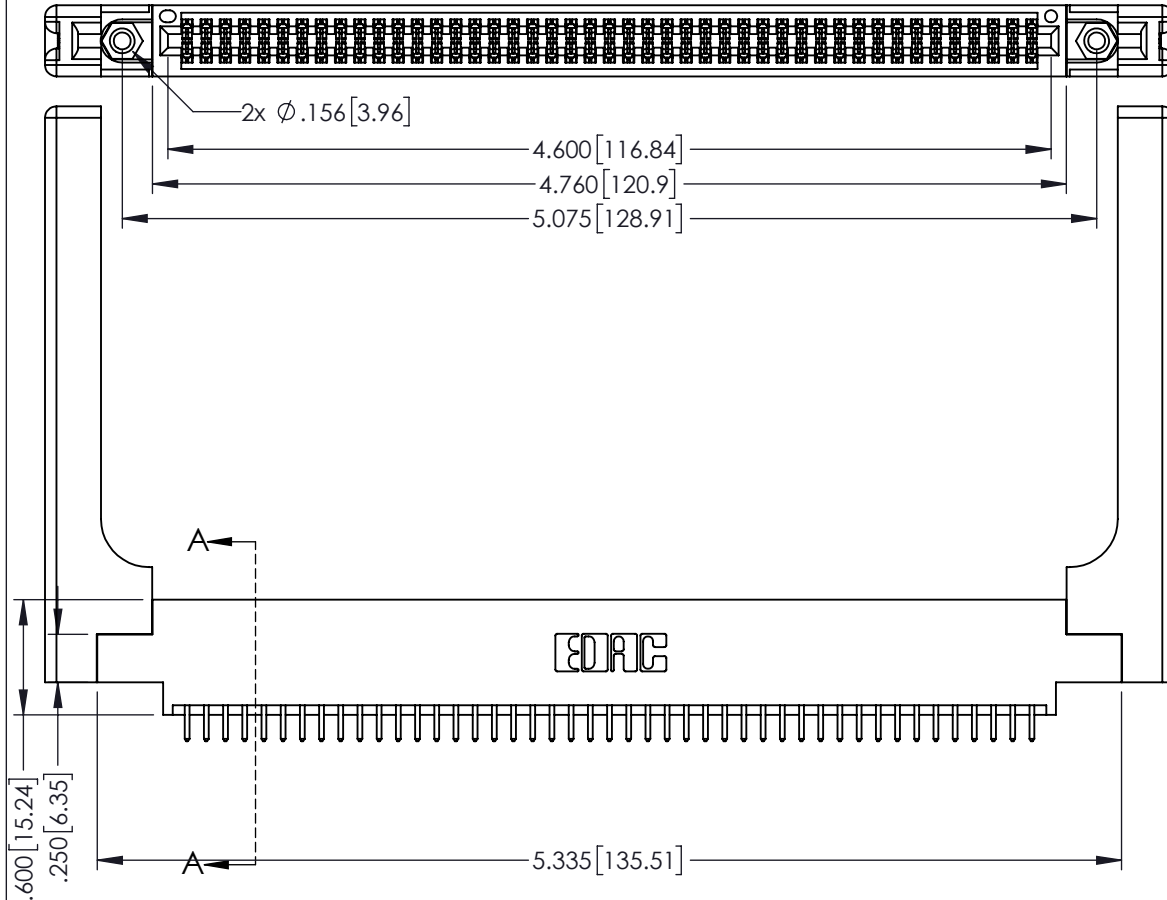 2x Ø.156[3.96]
4.600[116.84]
4.760[120.9]
5.075[128.91]
A
EDAC
.600[15.24]
.250[6.35]
A
5.335[135.51]